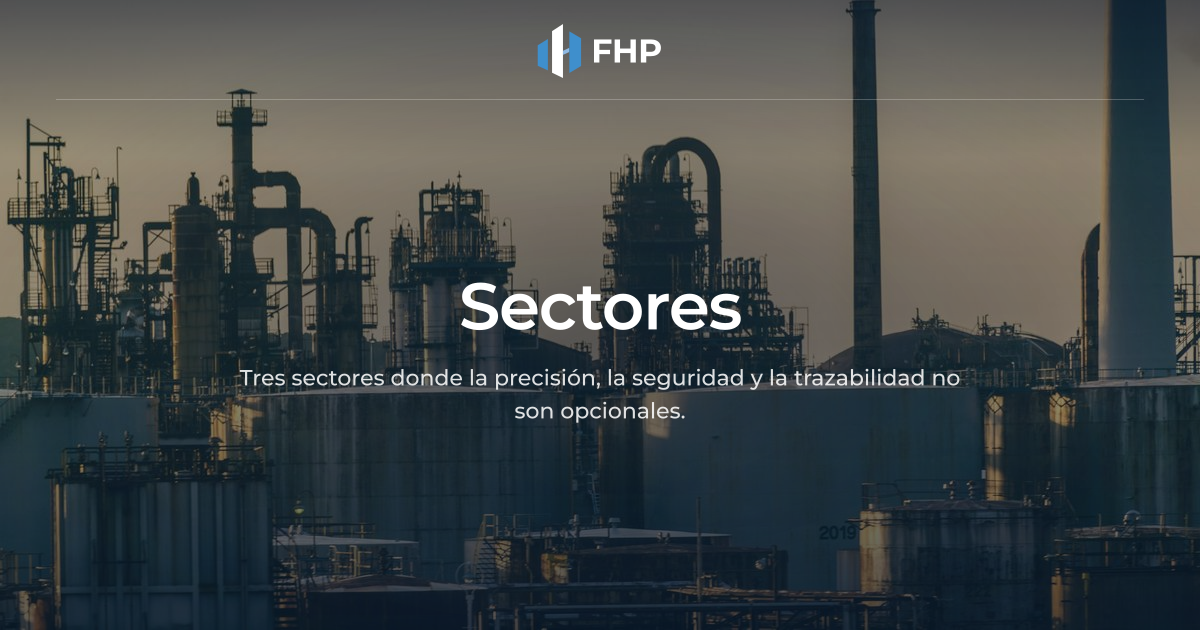 FHP
Sectores
Tres sectores donde la precisión, la seguridad y la trazabilidad no
son opcionales.
2019